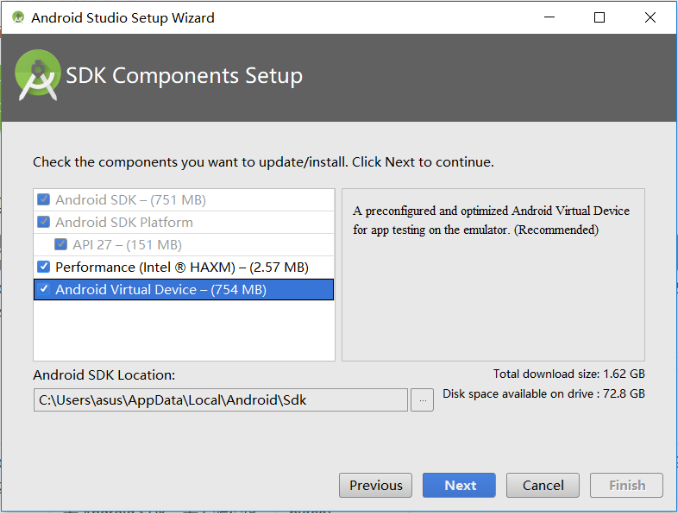 Android Studio Setup Wizard
SDK Components Setup
Check the components you want to update/install. Click Next to continue.
Android SDK – (751 MB)
Android SDK Platform
API 27 – (151 MB)
Performance (Intel ® HAXM) – (2.57 MB)
Android Virtual Device – (754 MB)
A preconfigured and optimized Android Virtual Device
for app testing on the emulator. (Recommended)
Android SDK Location:
Total download size: 1.62 GB
C:\Users\asus\AppData\Local\Android\Sdk
...
Disk space available on drive : 72.8 GB
Previous
Next
Cancel
Finish